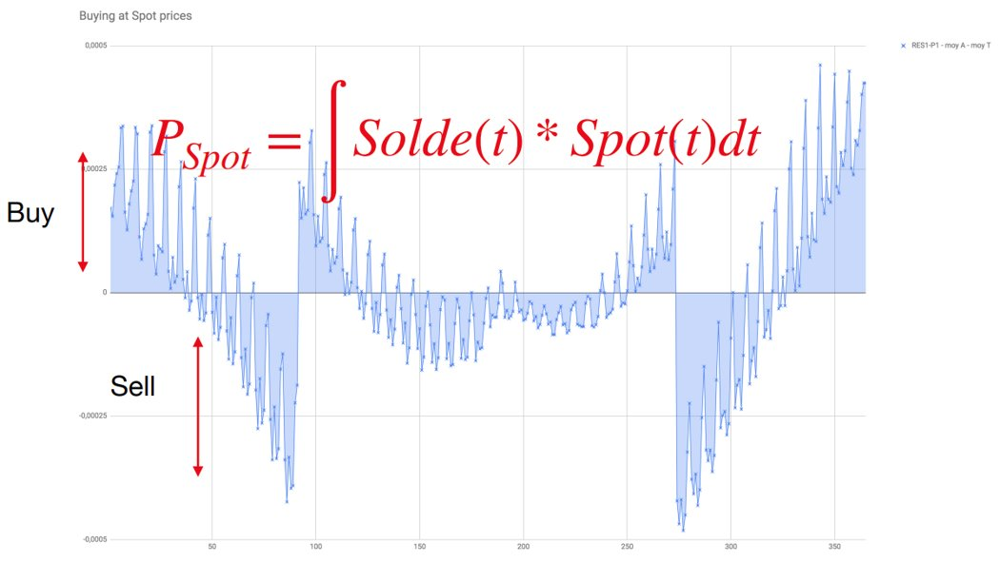 Buying at Spot prices
RES1-P1 - moy A - moy T
0,0005
P_Spot = ∫ Solde(t) * Spot(t)dt
0,00025
Buy
0
Sell
-0,00025
-0,0005
50 100 150 200 250 300 350